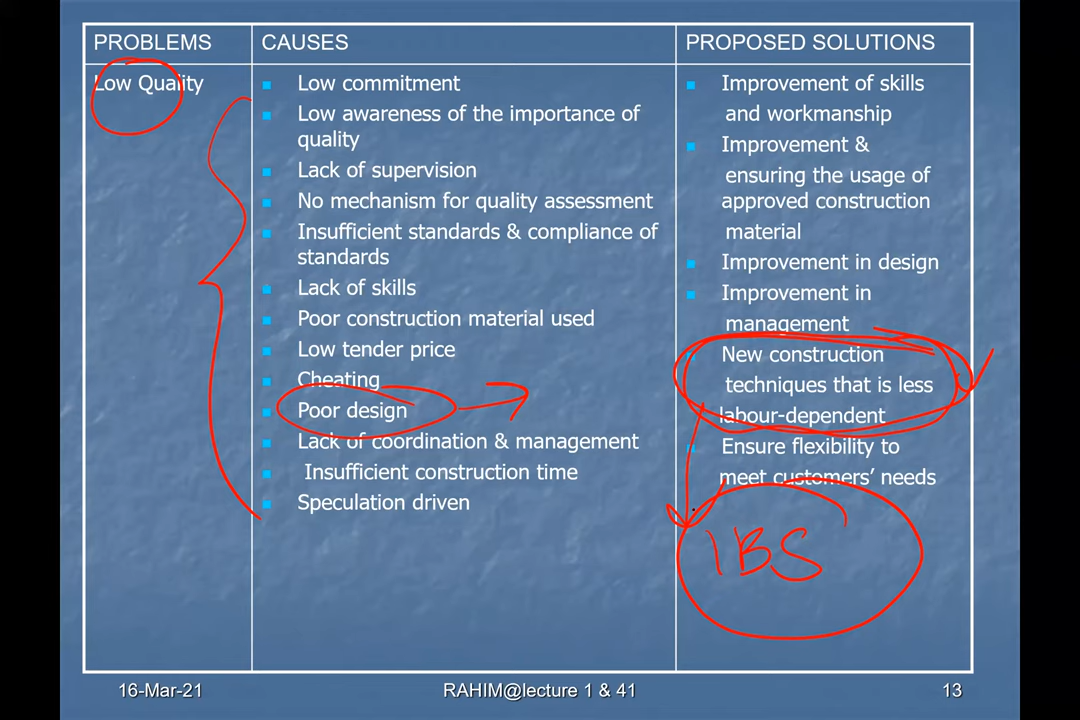 PROBLEMS
CAUSES
PROPOSED SOLUTIONS
Low Quality
Low commitment
Low awareness of the importance of
quality
Lack of supervision
No mechanism for quality assessment
Insufficient standards & compliance of
standards
Lack of skills
Poor construction material used
Low tender price
Cheating
Poor design
Lack of coordination & management
Insufficient construction time
Speculation driven
Improvement of skills
and workmanship
Improvement &
ensuring the usage of
approved construction
material
Improvement in design
Improvement in
management
New construction
techniques that is less
labour-dependent
Ensure flexibility to
meet customers’ needs
IBS
16-Mar-21
RAHIM@lecture 1 & 41
13